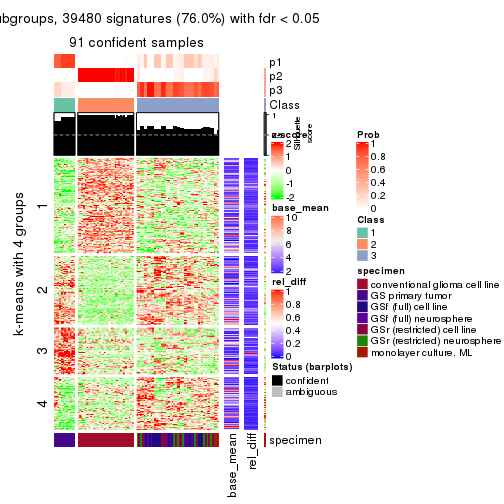 ubgroups, 39480 signatures (76.0%) with fdr < 0.05
91 confident samples
p1
p2
p3
Class
1
Silhouette
score
z-score
2
1
0
-1
-2
base_mean
10
8
6
4
2
rel_diff
1
0.8
0.6
0.4
0.2
0
Status (barplots)
confident
ambiguous
Prob
1
0.8
0.6
0.4
0.2
0
Class
1
2
3
specimen
conventional glioma cell line
GS primary tumor
GSf (full) cell line
GSf (full) neurosphere
GSr (restricted) cell line
GSr (restricted) neurosphere
monolayer culture. ML
k-means with 4 groups
1
2
3
4
specimen
base_mean
rel_diff